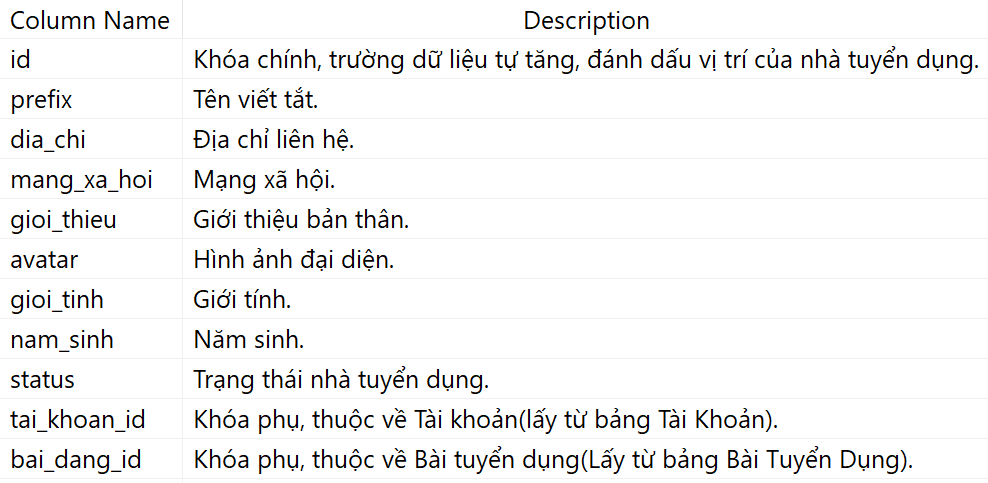 Column Name Description
id Khóa chính, trường dữ liệu tự tăng, đánh dấu vị trí của nhà tuyển dụng.
prefix Tên viết tắt.
dia_chi Địa chỉ liên hệ.
mang_xa_hoi Mạng xã hội.
gioi_thieu Giới thiệu bản thân.
avatar Hình ảnh đại diện.
gioi_tinh Giới tính.
nam_sinh Năm sinh.
status Trạng thái nhà tuyển dụng.
tai_khoan_id Khóa phụ, thuộc về Tài khoản(lấy từ bảng Tài Khoản).
bai_dang_id Khóa phụ, thuộc về Bài tuyển dụng(Lấy từ bảng Bài Tuyển Dụng).